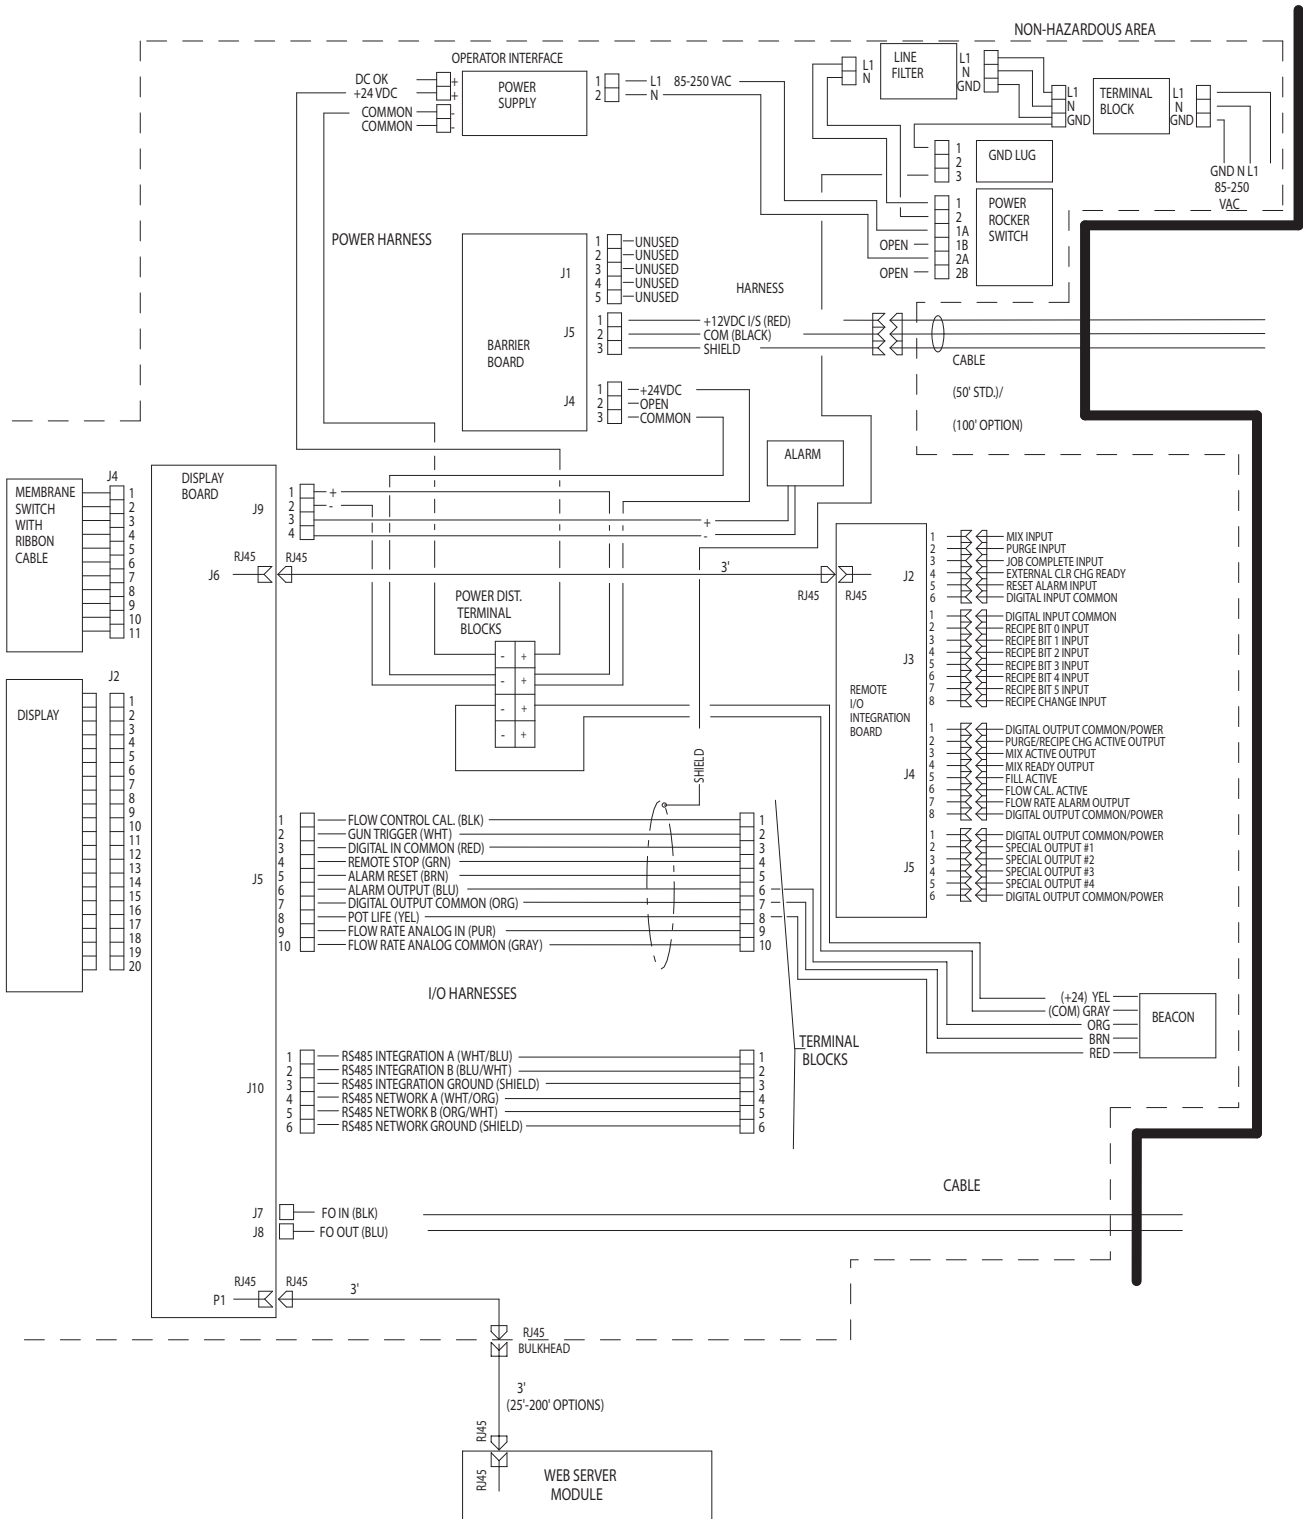 NON-HAZARDOUS AREA
OPERATOR INTERFACE
DC OK
+24 VDC
COMMON
COMMON
+
+
-
-
POWER
SUPPLY
1
2
L1 85-250 VAC
N
L1
N
LINE
FILTER
L1
N
GND
L1
N
GND
TERMINAL
BLOCK
L1
N
GND
GND N L1
85-250
VAC
1
2
3
GND LUG
1
2
1A
1B
2A
2B
OPEN
OPEN
POWER
ROCKER
SWITCH
POWER HARNESS
BARRIER
BOARD
J1
1 UNUSED
2 UNUSED
3 UNUSED
4 UNUSED
5 UNUSED
HARNESS
J5
1 +12VDC I/S (RED)
2 COM (BLACK)
3 SHIELD
CABLE
(50' STD.)/
(100' OPTION)
J4
1 +24VDC
2 OPEN
3 COMMON
ALARM
MEMBRANE
SWITCH
WITH
RIBBON
CABLE
J4
1
2
3
4
5
6
7
8
9
10
11
DISPLAY
BOARD
J9
1 +
2 -
3
4
+
-
RJ45 RJ45
J6
3'
RJ45 RJ45
POWER DIST.
TERMINAL
BLOCKS
- +
- +
- +
- +
REMOTE
I/O
INTEGRATION
BOARD
J2
1 MIX INPUT
2 PURGE INPUT
3 JOB COMPLETE INPUT
4 EXTERNAL CLR CHG READY
5 RESET ALARM INPUT
6 DIGITAL INPUT COMMON
J3
1 DIGITAL INPUT COMMON
2 RECIPE BIT 0 INPUT
3 RECIPE BIT 1 INPUT
4 RECIPE BIT 2 INPUT
5 RECIPE BIT 3 INPUT
6 RECIPE BIT 4 INPUT
7 RECIPE BIT 5 INPUT
8 RECIPE CHANGE INPUT
J4
1 DIGITAL OUTPUT COMMON/POWER
2 PURGE/RECIPE CHG ACTIVE OUTPUT
3 MIX ACTIVE OUTPUT
4 MIX READY OUTPUT
5 FILL ACTIVE
6 FLOW CAL. ACTIVE
7 FLOW RATE ALARM OUTPUT
8 DIGITAL OUTPUT COMMON/POWER
J5
1 DIGITAL OUTPUT COMMON/POWER
2 SPECIAL OUTPUT #1
3 SPECIAL OUTPUT #2
4 SPECIAL OUTPUT #3
5 SPECIAL OUTPUT #4
6 DIGITAL OUTPUT COMMON/POWER
DISPLAY
J2
1
2
3
4
5
6
7
8
9
10
11
12
13
14
15
16
17
18
19
20
SHIELD
J5
1 FLOW CONTROL CAL. (BLK) 1
2 GUN TRIGGER (WHT) 2
3 DIGITAL IN COMMON (RED) 3
4 REMOTE STOP (GRN) 4
5 ALARM RESET (BRN) 5
6 ALARM OUTPUT (BLU) 6
7 DIGITAL OUTPUT COMMON (ORG) 7
8 POT LIFE (YEL) 8
9 FLOW RATE ANALOG IN (PUR) 9
10 FLOW RATE ANALOG COMMON (GRAY) 10
I/O HARNESSES
(+24) YEL
(COM) GRAY
ORG
BRN
RED
BEACON
TERMINAL
BLOCKS
J10
1 RS485 INTEGRATION A (WHT/BLU) 1
2 RS485 INTEGRATION B (BLU/WHT) 2
3 RS485 INTEGRATION GROUND (SHIELD) 3
4 RS485 NETWORK A (WHT/ORG) 4
5 RS485 NETWORK B (ORG/WHT) 5
6 RS485 NETWORK GROUND (SHIELD) 6
CABLE
J7 FO IN (BLK)
J8 FO OUT (BLU)
RJ45 RJ45
P1
3'
RJ45
BULKHEAD
3'
(25'-200' OPTIONS)
RJ45
RJ45
WEB SERVER
MODULE